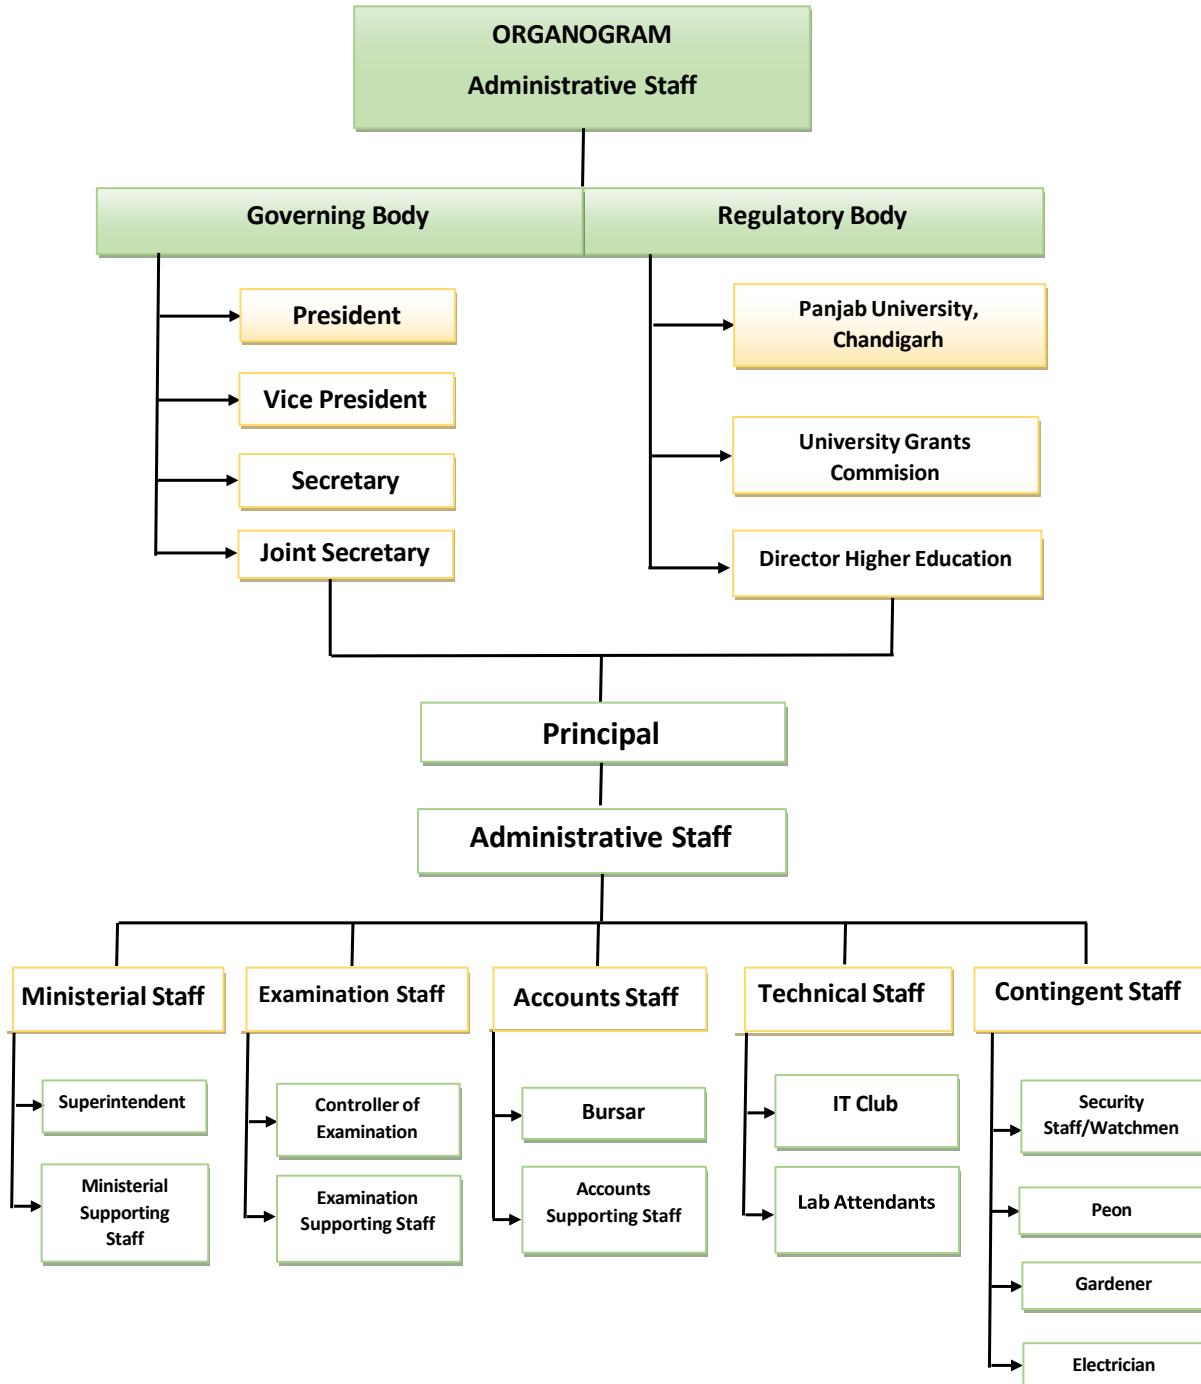 ORGANOGRAM
Administrative Staff
Governing Body
Regulatory Body
President
Vice President
Secretary
Joint Secretary
Panjab University,
Chandigarh
University Grants
Commision
Director Higher Education
Principal
Administrative Staff
Ministerial Staff
Superintendent
Ministerial
Supporting
Staff
Examination Staff
Controller of
Examination
Examination
Supporting Staff
Accounts Staff
Bursar
Accounts
Supporting Staff
Technical Staff
IT Club
Lab Attendants
Contingent Staff
Security
Staff/Watchmen
Peon
Gardener
Electrician